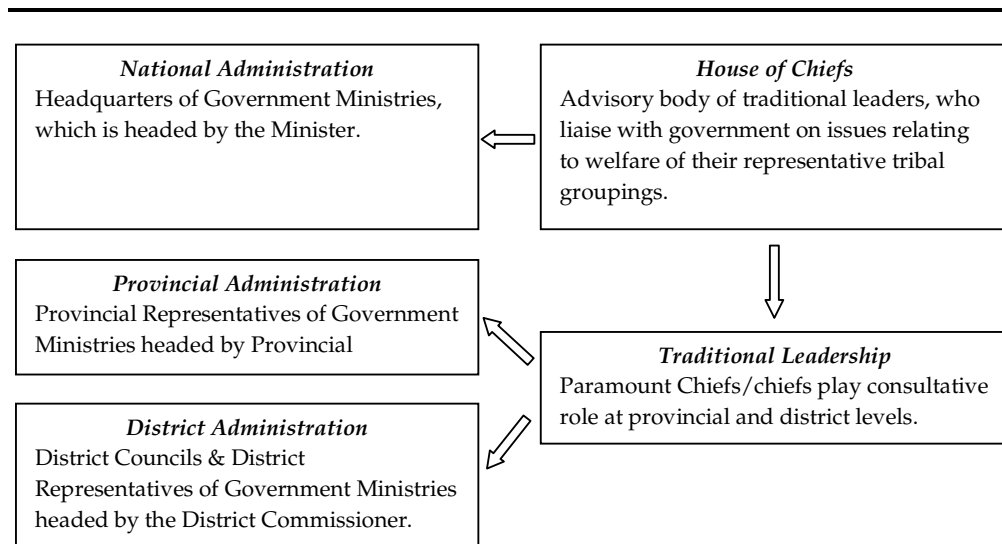 National Administration
Headquarters of Government Ministries,
which is headed by the Minister.
House of Chiefs
Advisory body of traditional leaders, who
liaise with government on issues relating
to welfare of their representative tribal
groupings.
Provincial Administration
Provincial Representatives of Government
Ministries headed by Provincial
Traditional Leadership
Paramount Chiefs/chiefs play consultative
role at provincial and district levels.
District Administration
District Councils & District
Representatives of Government Ministries
headed by the District Commissioner.